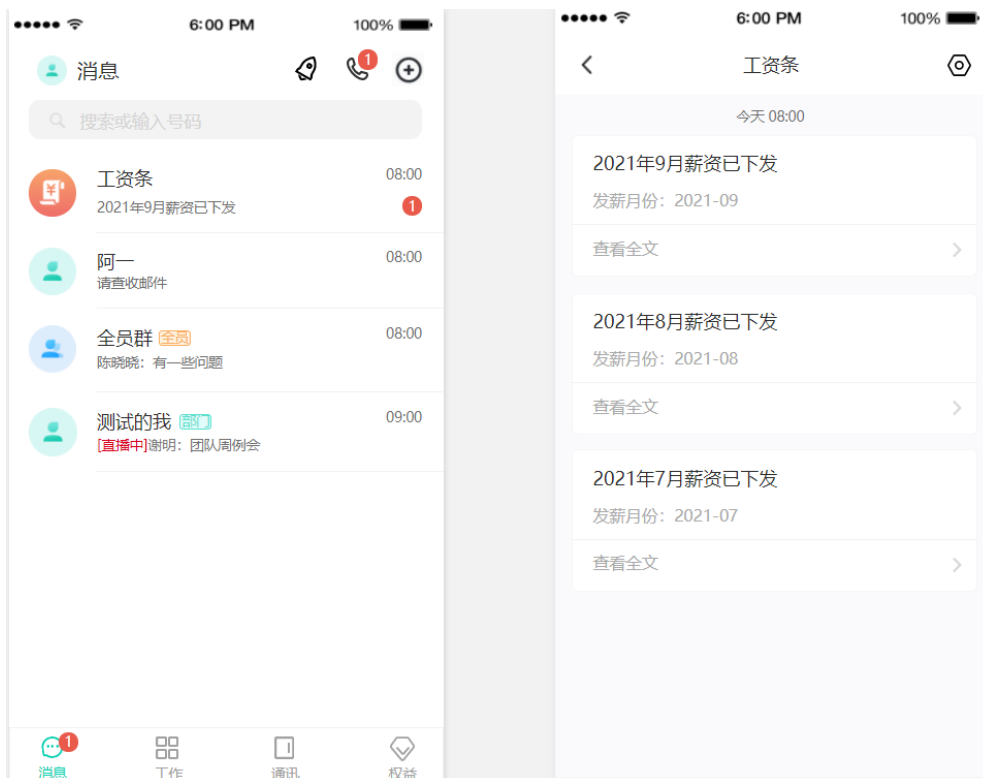 6:00 PM 100%
消息
1
搜索或输入号码
工资条 08:00
2021年9月薪资已下发 1
阿一 08:00
请查收邮件
全员群 全员 08:00
陈晓晓：有一些问题
测试的我 部门 09:00
[直播中]谢明：团队周例会
1
消息 工作 通讯 权益
6:00 PM 100%
工资条
今天 08:00
2021年9月薪资已下发
发薪月份：2021-09
查看全文
2021年8月薪资已下发
发薪月份：2021-08
查看全文
2021年7月薪资已下发
发薪月份：2021-07
查看全文